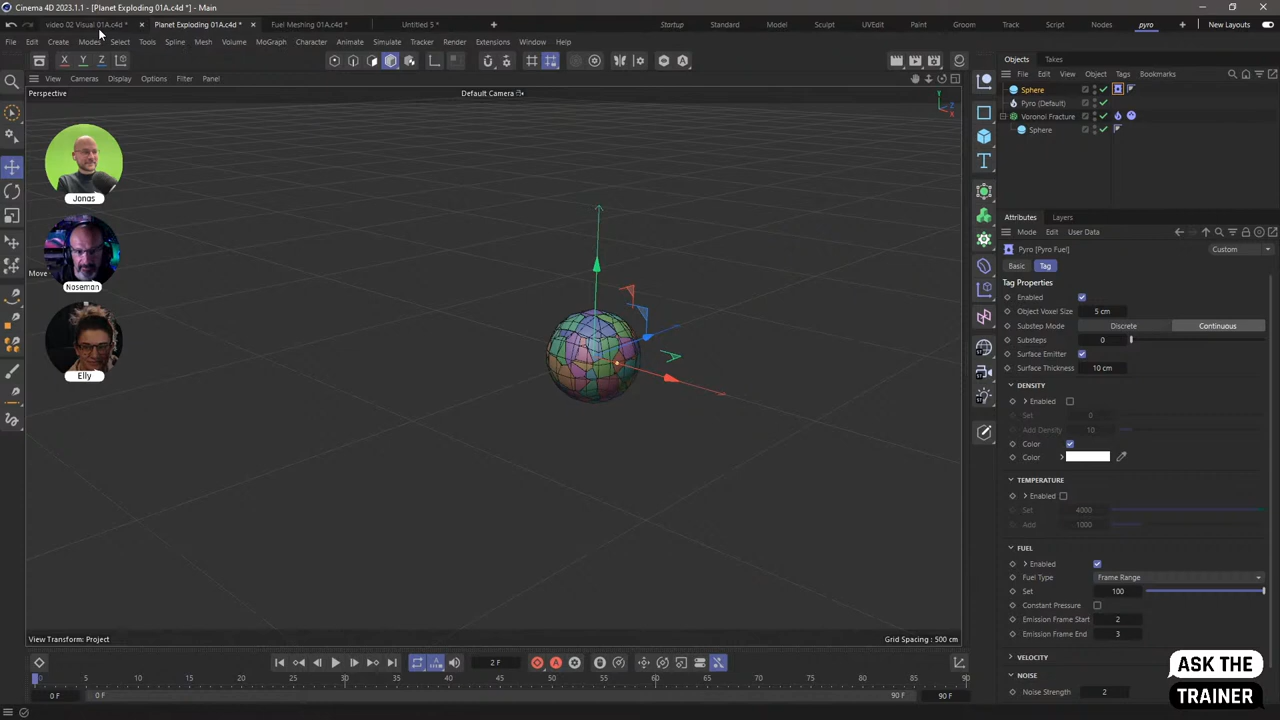 Cinema 4D 2023.1.1 - [Planet Exploding 01A.c4d *] - Main
video 02 Visual 01A.c4d * × Planet Exploding 01A.c4d * × Fuel Meshing 01A.c4d * Untitled 5 * Startup Standard Model Sculpt UVEdit Paint Groom Track Script Nodes pyro + New Layouts
File Edit Create Modes Select Tools Spline Mesh Volume MoGraph Character Animate Simulate Tracker Render Extensions Window Help
Objects Takes
X Y Z
View Cameras Display Options Filter Panel
File Edit View Object Tags Bookmarks
Perspective
Default Camera
Sphere
Pyro (Default)
Voronoi Fracture
Sphere
Jonas
Noseman
Move
Elly
Attributes Layers
Mode Edit User Data
Pyro [Pyro Fuel]
Custom
Basic Tag
Tag Properties
Enabled
Object Voxel Size 5 cm
Substep Mode Discrete Continuous
Substeps 0
Surface Emitter
Surface Thickness 10 cm
DENSITY
Enabled
Set 0
Add Density 10
Color
Color
TEMPERATURE
Enabled
Set 4000
Add 1000
FUEL
Enabled
Fuel Type Frame Range
Set 100
Constant Pressure
Emission Frame Start 2
Emission Frame End 3
VELOCITY
NOISE
Noise Strength 2
View Transform: Project
Grid Spacing : 500 cm
2 F
0 5 10 15 20 25 30 35 40 45 50 55 60 65 70 75 80 85 90
0 F 0 F 90 F 90 F
ASK THE
TRAINER